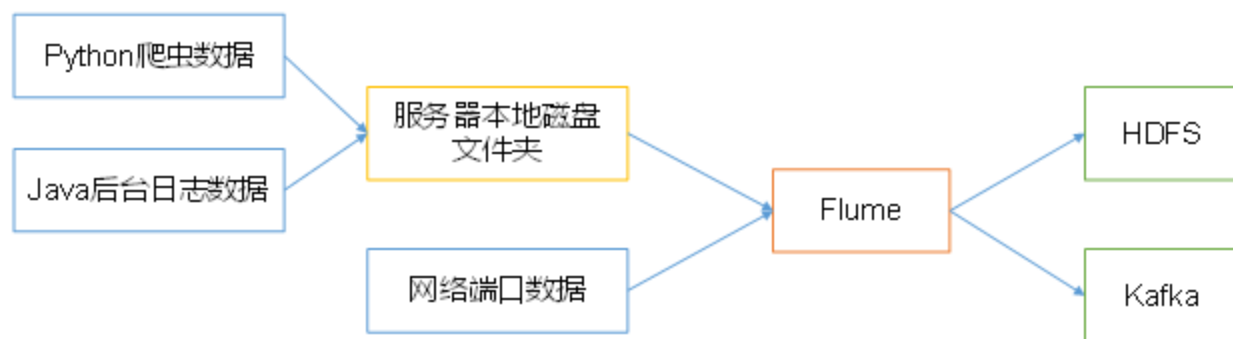 Python爬虫数据
Java后台日志数据
服务器本地磁盘
文件夹
网络端口数据
Flume
HDFS
Kafka